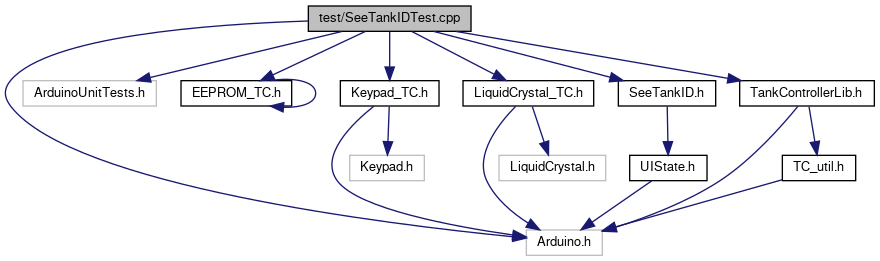 test/SeeTankIDTest.cpp
ArduinoUnitTests.h
EEPROM_TC.h
Keypad_TC.h
LiquidCrystal_TC.h
SeeTankID.h
TankControllerLib.h
Keypad.h
LiquidCrystal.h
UIState.h
TC_util.h
Arduino.h